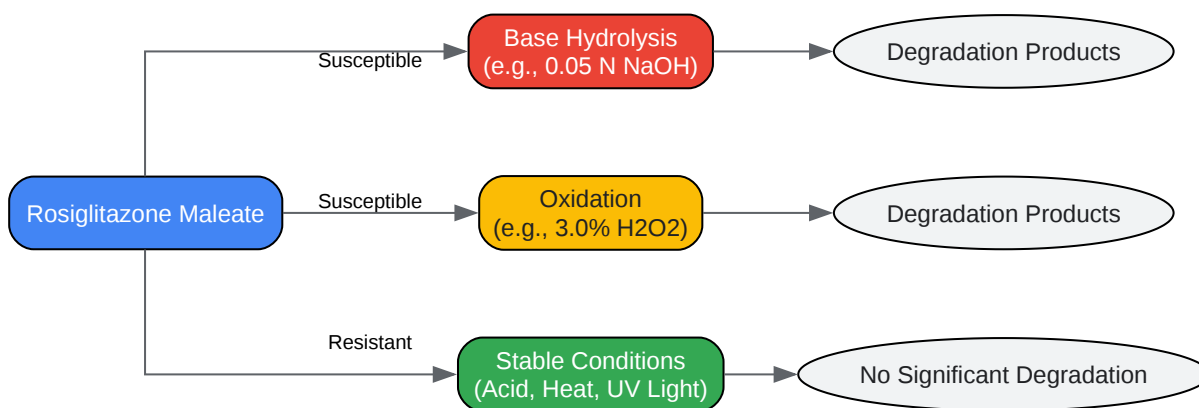 Susceptible
Base Hydrolysis
(e.g., 0.05 N NaOH)
Degradation Products
Rosiglitazone Maleate
Susceptible
Oxidation
(e.g., 3.0% H2O2)
Degradation Products
Resistant
Stable Conditions
(Acid, Heat, UV Light)
No Significant Degradation